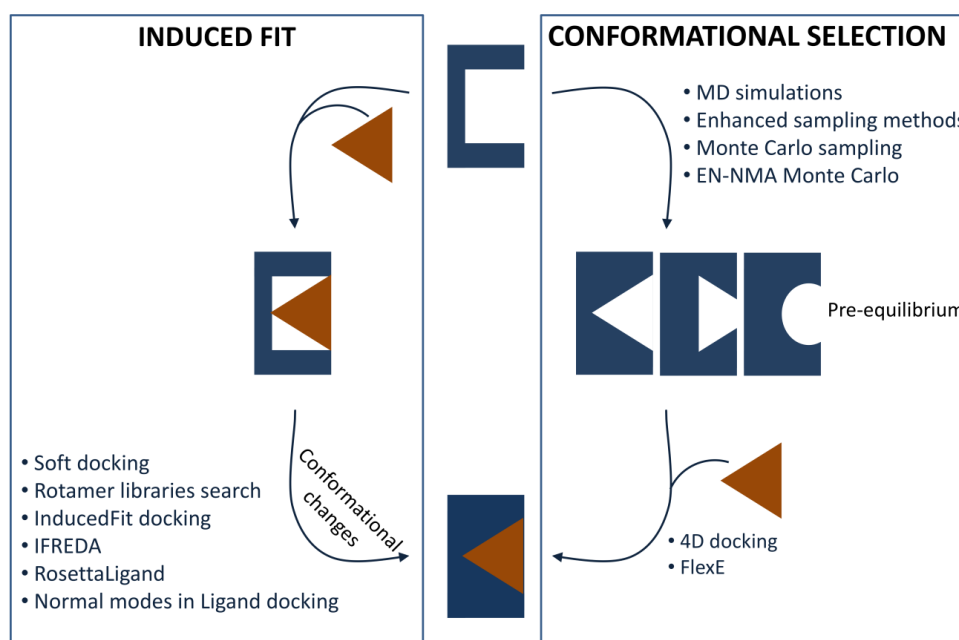 INDUCED FIT
• Soft docking
• Rotamer libraries search
• InducedFit docking
• IFREDA
• RosettaLigand
• Normal modes in Ligand docking
Conformational
changes
CONFORMATIONAL SELECTION
• MD simulations
• Enhanced sampling methods
• Monte Carlo sampling
• EN-NMA Monte Carlo
Pre-equilibrium
• 4D docking
• FlexE